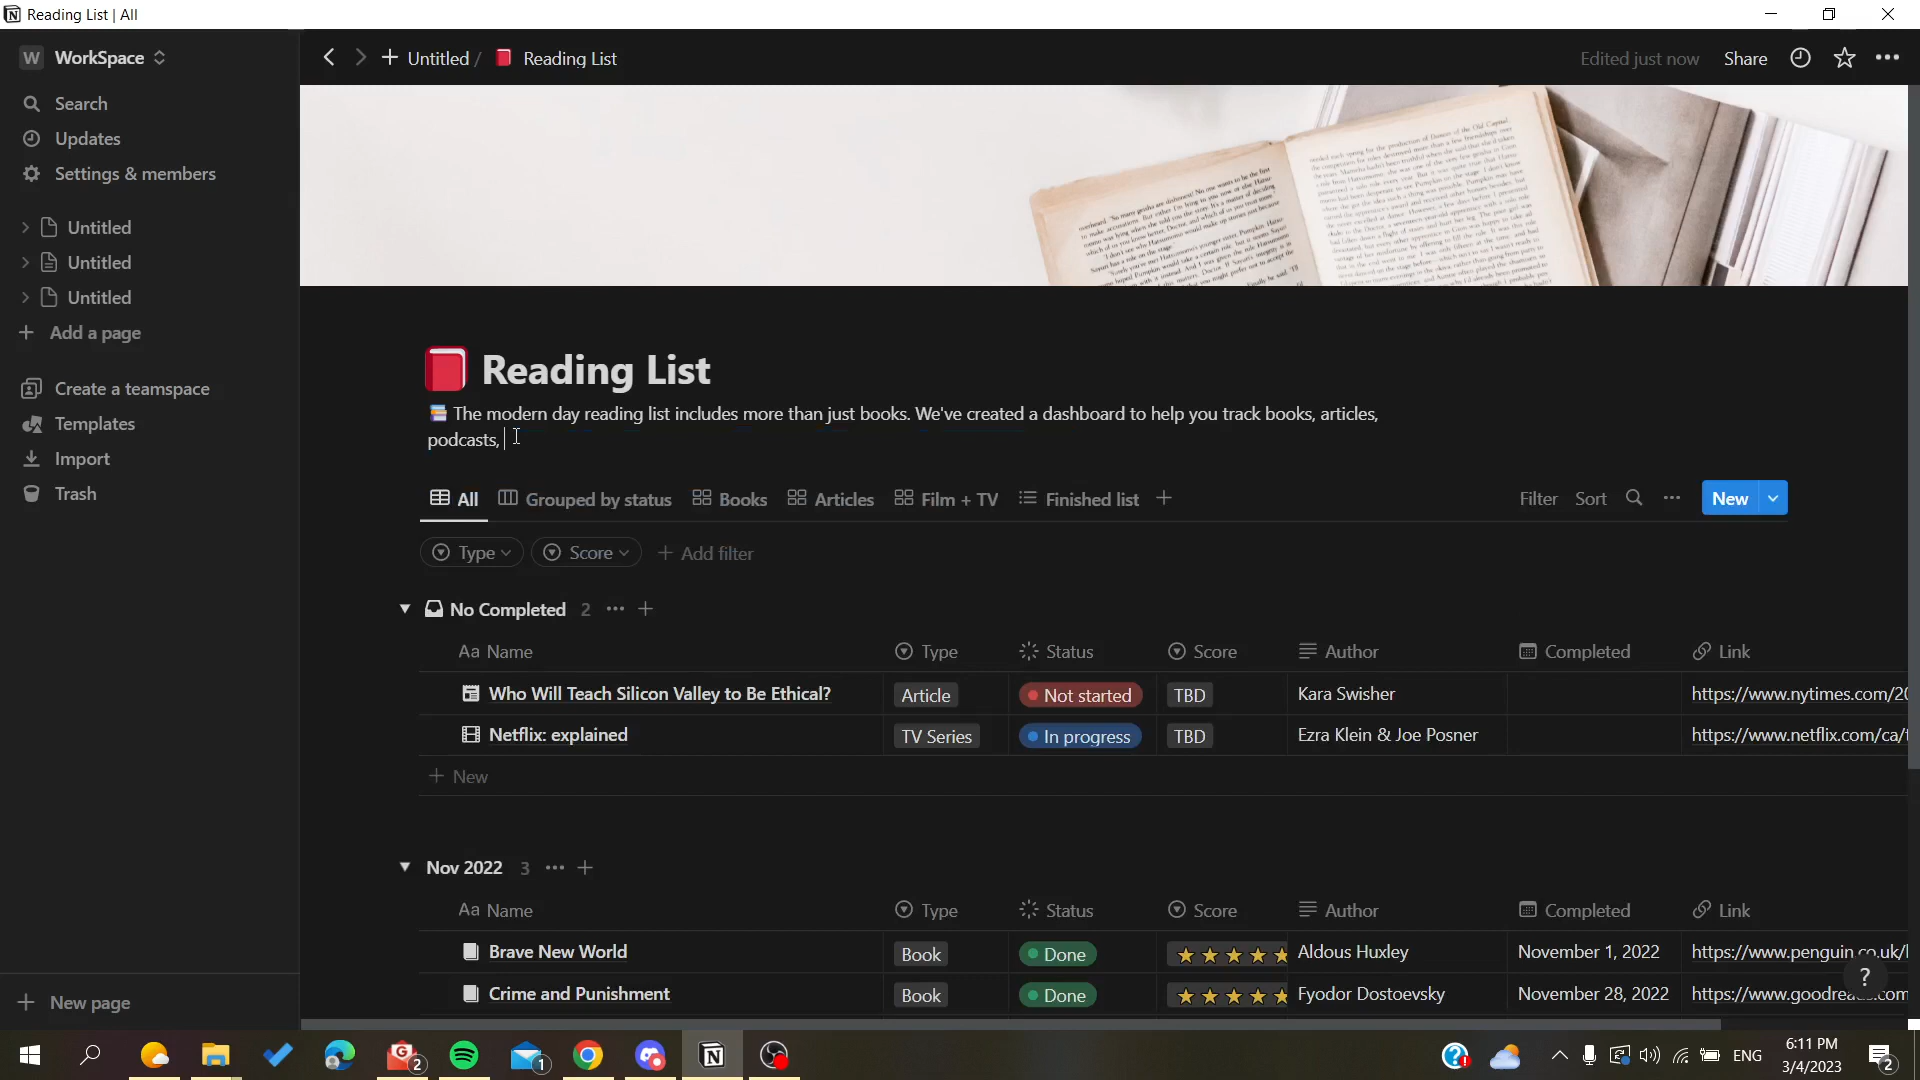 Reading List | All
W WorkSpace
Untitled / Reading List
Edited just now Share
Search
Updates
Settings & members
Untitled
Untitled
Untitled
Add a page
Create a teamspace
Templates
Import
Trash
New page
Reading List
The modern day reading list includes more than just books. We've created a dashboard to help you track books, articles,
podcasts,
All Grouped by status Books Articles Film + TV Finished list Filter Sort New
Type Score Add filter
No Completed 2
Aa Name Type Status Score Author Completed Link
Who Will Teach Silicon Valley to Be Ethical? Article Not started TBD Kara Swisher https://www.nytimes.com/20
Netflix: explained TV Series In progress TBD Ezra Klein & Joe Posner https://www.netflix.com/ca/
New
Nov 2022 3
Aa Name Type Status Score Author Completed Link
Brave New World Book Done Aldous Huxley November 1, 2022 https://www.penguin.co.uk/
Crime and Punishment Book Done Fyodor Dostoevsky November 28, 2022
?
2 1 ENG 6:11 PM
3/4/2023 2